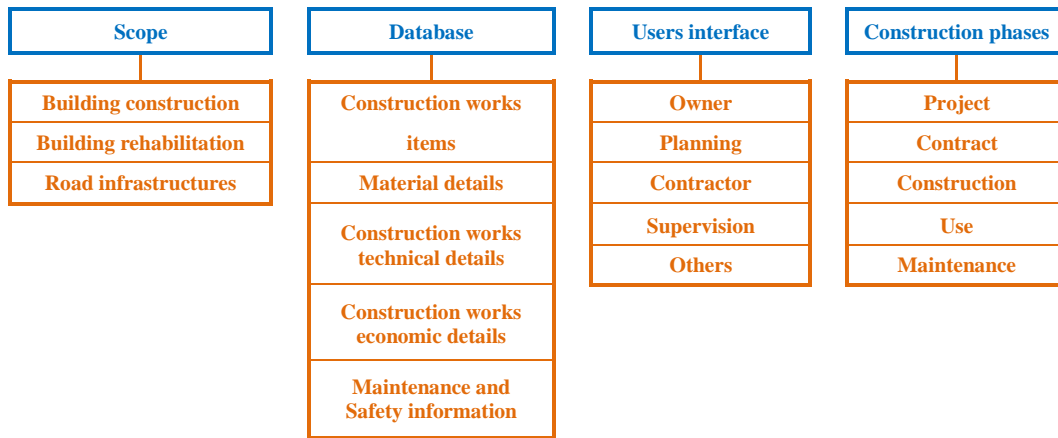 Scope
Building construction
Building rehabilitation
Road infrastructures
Database
Construction works
items
Material details
Construction works
technical details
Construction works
economic details
Maintenance and
Safety information
Users interface
Owner
Planning
Contractor
Supervision
Others
Construction phases
Project
Contract
Construction
Use
Maintenance